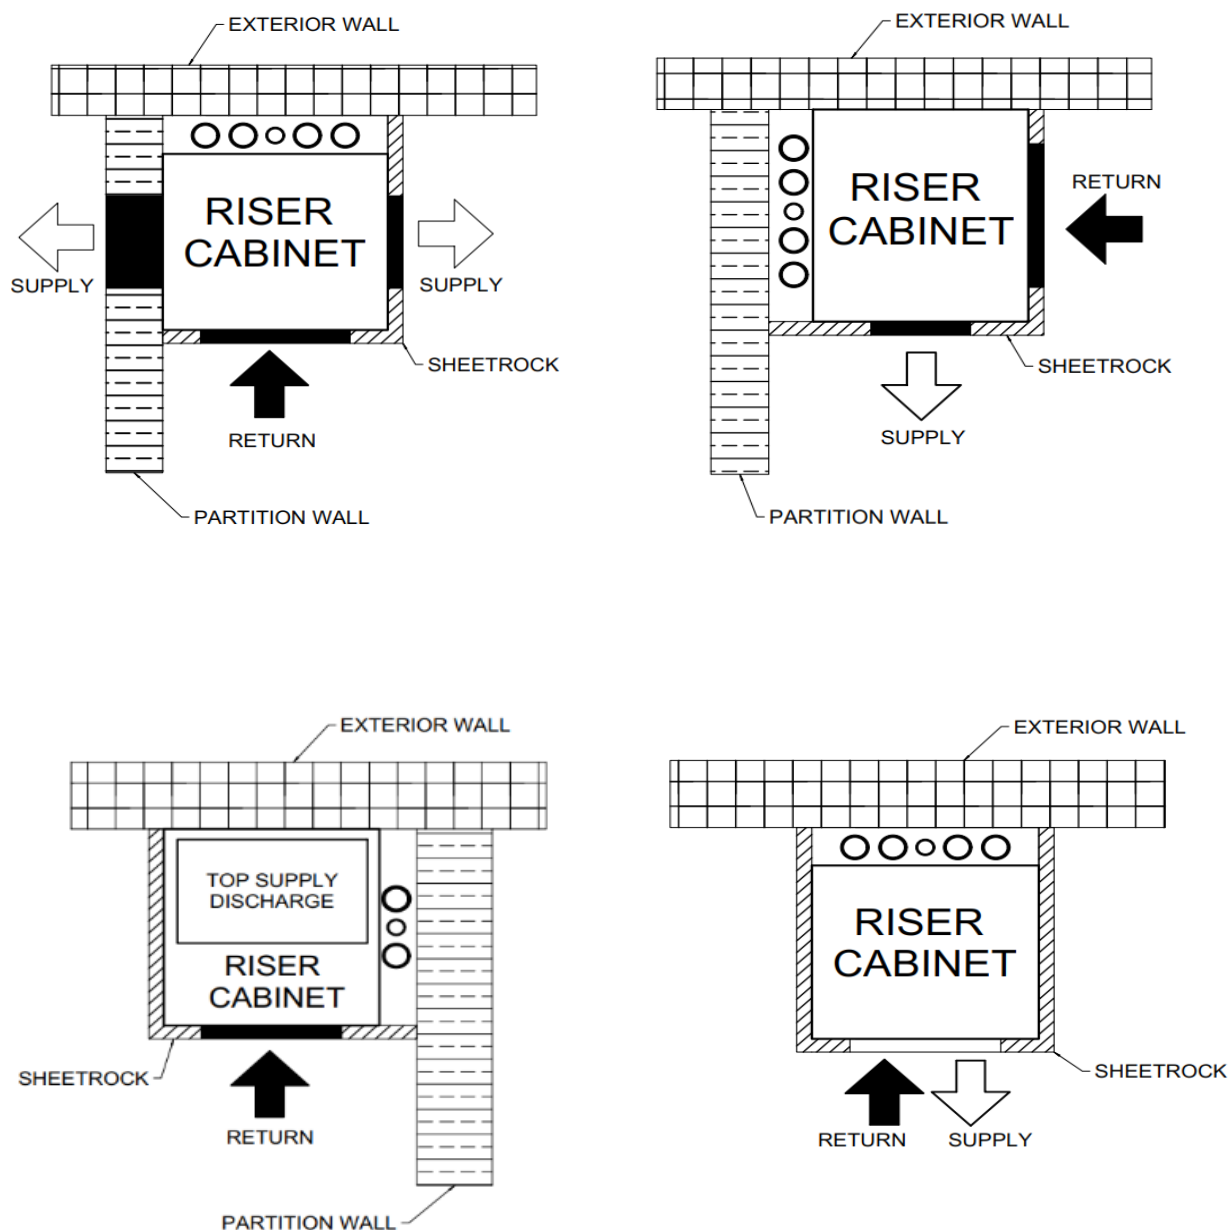 EXTERIOR WALL
RISER
CABINET
SUPPLY
SUPPLY
SHEETROCK
RETURN
PARTITION WALL
EXTERIOR WALL
RISER
CABINET
RETURN
SHEETROCK
SUPPLY
PARTITION WALL
EXTERIOR WALL
TOP SUPPLY
DISCHARGE
RISER
CABINET
SHEETROCK
RETURN
PARTITION WALL
EXTERIOR WALL
RISER
CABINET
SHEETROCK
RETURN
SUPPLY